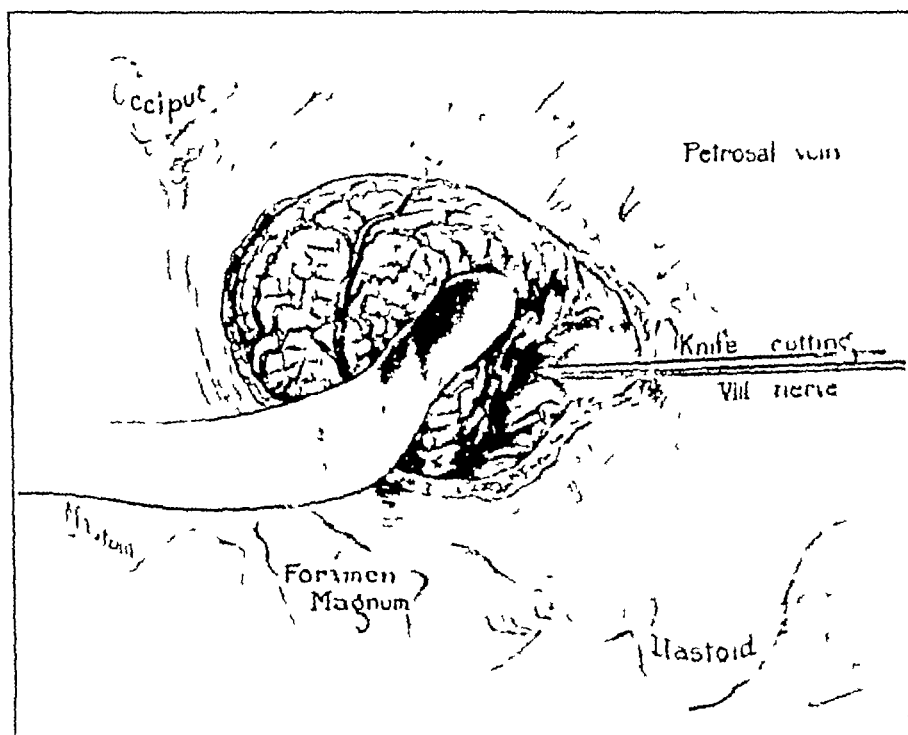 Occiput
Petrosal vein
Knife cutting
VIII nerve
Foramen
Magnum
Mastoid